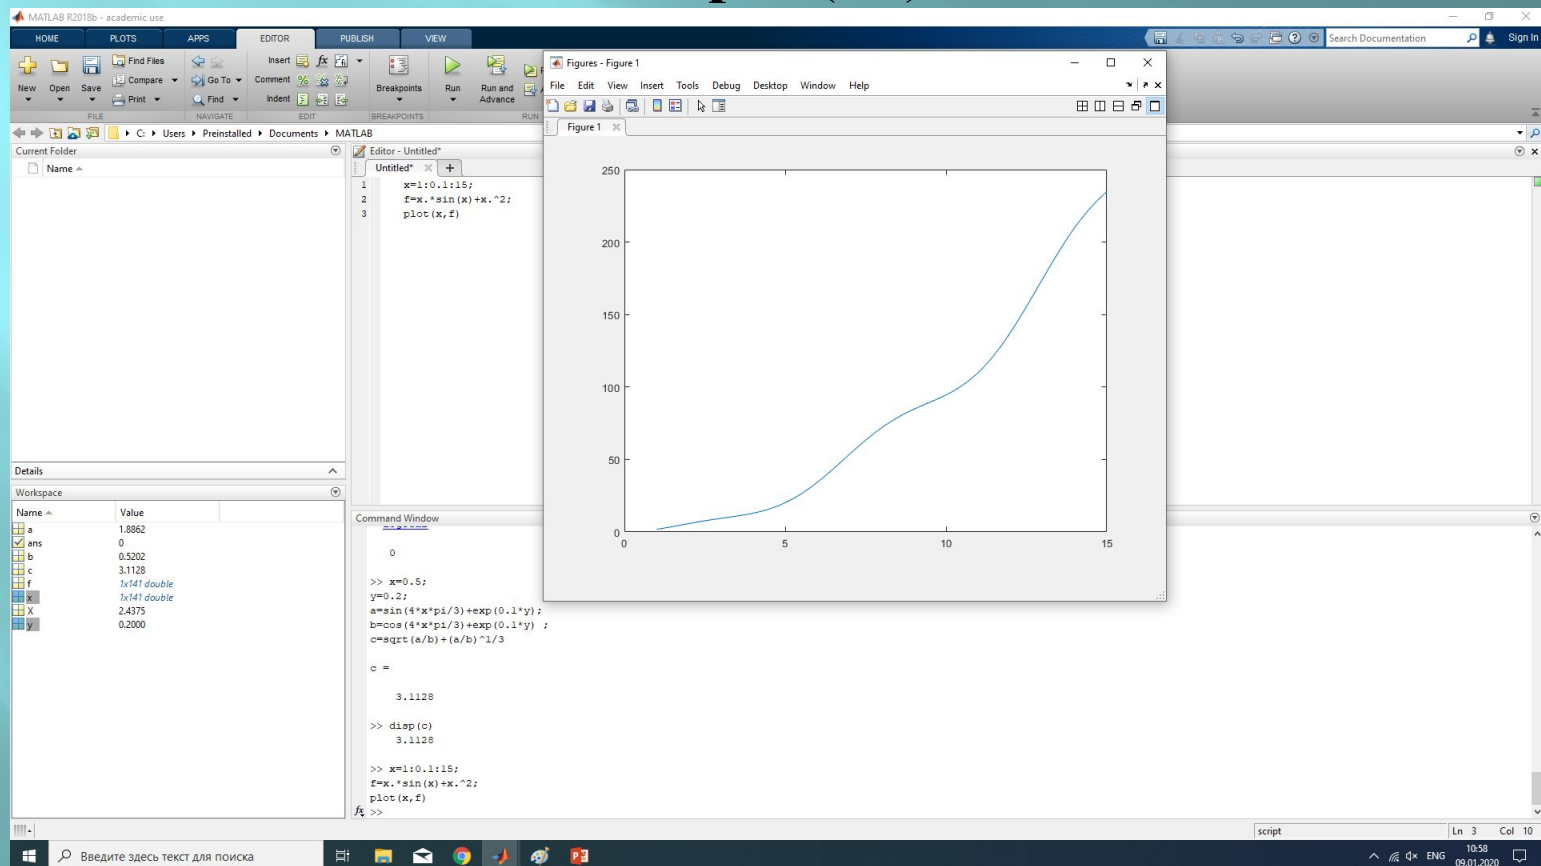 MATLAB R2018b - academic use
HOME PLOTS APPS EDITOR PUBLISH VIEW
Search Documentation
Sign In
New
Open
Save
Find Files
Compare
Print
FILE
Go To
Find
NAVIGATE
Insert fx
Comment
Indent
EDIT
Breakpoints
BREAKPOINTS
Run
Run and
Advance
RUN
C: Users Preinstalled Documents MATLAB
Current Folder
Name
Details
Workspace
Name Value
a 1.8862
ans 0
b 0.5202
c 3.1128
f 1x141 double
x 1x141 double
X 2.4375
y 0.2000
Editor - Untitled*
Untitled*
1 x=1:0.1:15;
2 f=x.*sin(x)+x.^2;
3 plot(x,f)
Figures - Figure 1
File Edit View Insert Tools Debug Desktop Window Help
Figure 1
250
200
150
100
50
0
0 5 10 15
Command Window
0
>> x=0.5;
y=0.2;
a=sin(4*x*pi/3)+exp(0.1*y);
b=cos(4*x*pi/3)+exp(0.1*y) ;
c=sqrt(a/b)+(a/b)^1/3
c =
3.1128
>> disp(c)
3.1128
>> x=1:0.1:15;
f=x.*sin(x)+x.^2;
plot(x,f)
fx >>
script
Ln 3 Col 10
Введите здесь текст для поиска
ENG
10:58
09.01.2020